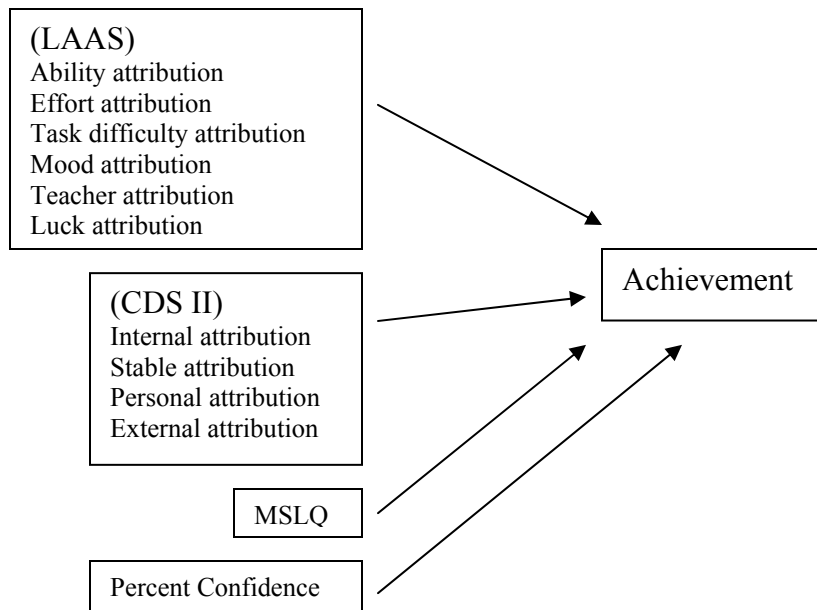 (LAAS)
Ability attribution
Effort attribution
Task difficulty attribution
Mood attribution
Teacher attribution
Luck attribution
Achievement
(CDS II)
Internal attribution
Stable attribution
Personal attribution
External attribution
MSLQ
Percent Confidence